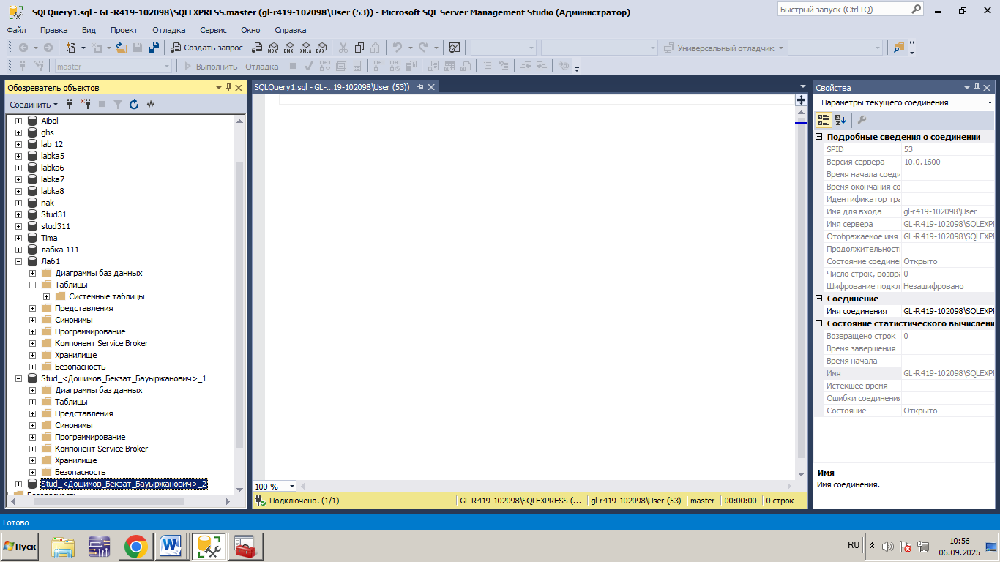 SQLQuery1.sql - GL-R419-102098\SQLEXPRESS.master (gl-r419-102098\User (53)) - Microsoft SQL Server Management Studio (Администратор)
Быстрый запуск (Ctrl+Q)
Файл Правка Вид Проект Отладка Сервис Окно Справка
Создать запрос MDX DMX XMLA DAX Универсальный отладчик
master Выполнить Отладка
Обозреватель объектов
Соединить
Aibol
ghs
lab 12
labka5
labka6
labka7
labka8
nak
Stud31
stud311
Tima
лабка 111
Лаб1
Диаграммы баз данных
Таблицы
Системные таблицы
Представления
Синонимы
Программирование
Компонент Service Broker
Хранилище
Безопасность
Stud_<Дошимов_Бекзат_Бауыржанович>_1
Диаграммы баз данных
Таблицы
Представления
Синонимы
Программирование
Компонент Service Broker
Хранилище
Безопасность
Stud_<Дошимов_Бекзат_Бауыржанович>_2
Безопасность
SQLQuery1.sql - GL-...19-102098\User (53))
100 %
Подключено. (1/1) GL-R419-102098\SQLEXPRESS (... gl-r419-102098\User (53) master 00:00:00 0 строк
Свойства
Параметры текущего соединения
Подробные сведения о соединении
SPID 53
Версия сервера 10.0.1600
Время начала соеди
Время окончания со
Идентификатор тра
Имя для входа gl-r419-102098\User
Имя сервера GL-R419-102098\SQLEXPI
Отображаемое имя GL-R419-102098\SQLEXPI
Продолжительност
Состояние соедине Открыто
Число строк, возвра 0
Шифрование подкл Незашифровано
Соединение
Имя соединения GL-R419-102098\SQLEXPI
Состояние статистического вычислени
Возвращено строк 0
Время завершения
Время начала
Имя GL-R419-102098\SQLEXPI
Истекшее время
Ошибки соединения
Состояние Открыто
Имя
Имя соединения.
Готово
Пуск
RU
10:56
06.09.2025